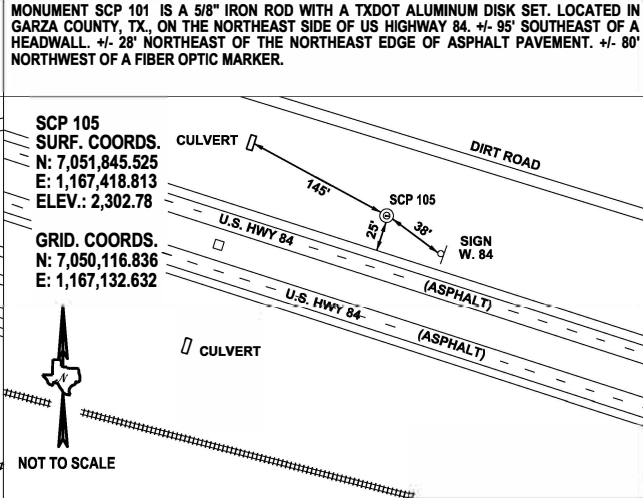 MONUMENT SCP 101 IS A 5/8" IRON ROD WITH A TXDOT ALUMINUM DISK SET. LOCATED IN
GARZA COUNTY, TX., ON THE NORTHEAST SIDE OF US HIGHWAY 84. +/- 95' SOUTHEAST OF A
HEADWALL. +/- 28' NORTHEAST OF THE NORTHEAST EDGE OF ASPHALT PAVEMENT. +/- 80'
NORTHWEST OF A FIBER OPTIC MARKER.
SCP 105
SURF. COORDS.
N: 7,051,845.525
E: 1,167,418.813
ELEV.: 2,302.78
GRID. COORDS.
N: 7,050,116.836
E: 1,167,132.632
CULVERT
DIRT ROAD
145'
SCP 105
25'
38'
SIGN
W. 84
U.S. HWY 84
(ASPHALT)
U.S. HWY 84
(ASPHALT)
CULVERT
N
NOT TO SCALE